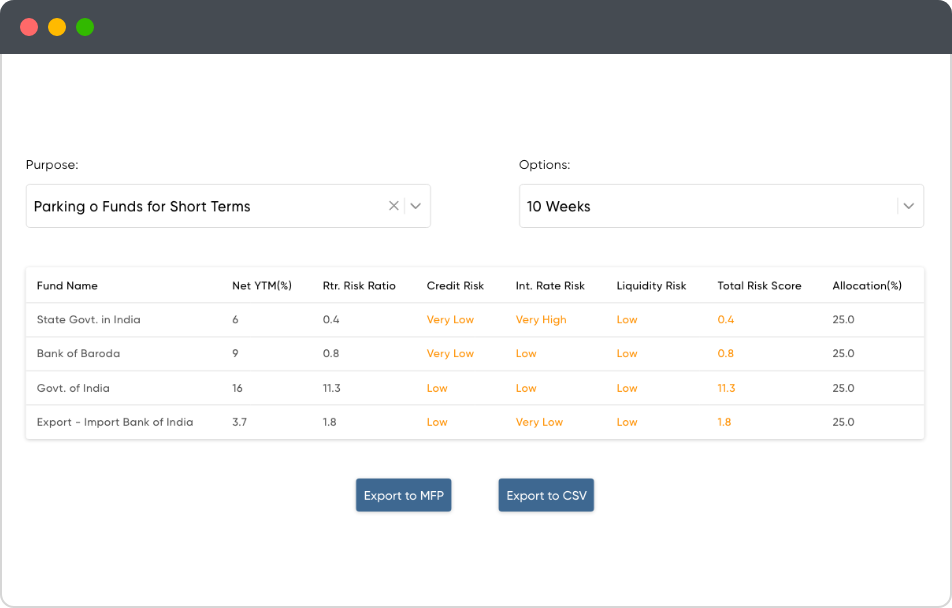 Purpose: Options:
Parking o Funds for Short Terms 10 Weeks
Fund Name Net YTM(%) Rtr. Risk Ratio Credit Risk Int. Rate Risk Liquidity Risk Total Risk Score Allocation(%)
State Govt. in India 6 0.4 Very Low Very High Low 0.4 25.0
Bank of Baroda 9 0.8 Very Low Low Low 0.8 25.0
Govt. of India 16 11.3 Low Low Low 11.3 25.0
Export - Import Bank of India 3.7 1.8 Low Very Low Low 1.8 25.0
Export to MFP Export to CSV